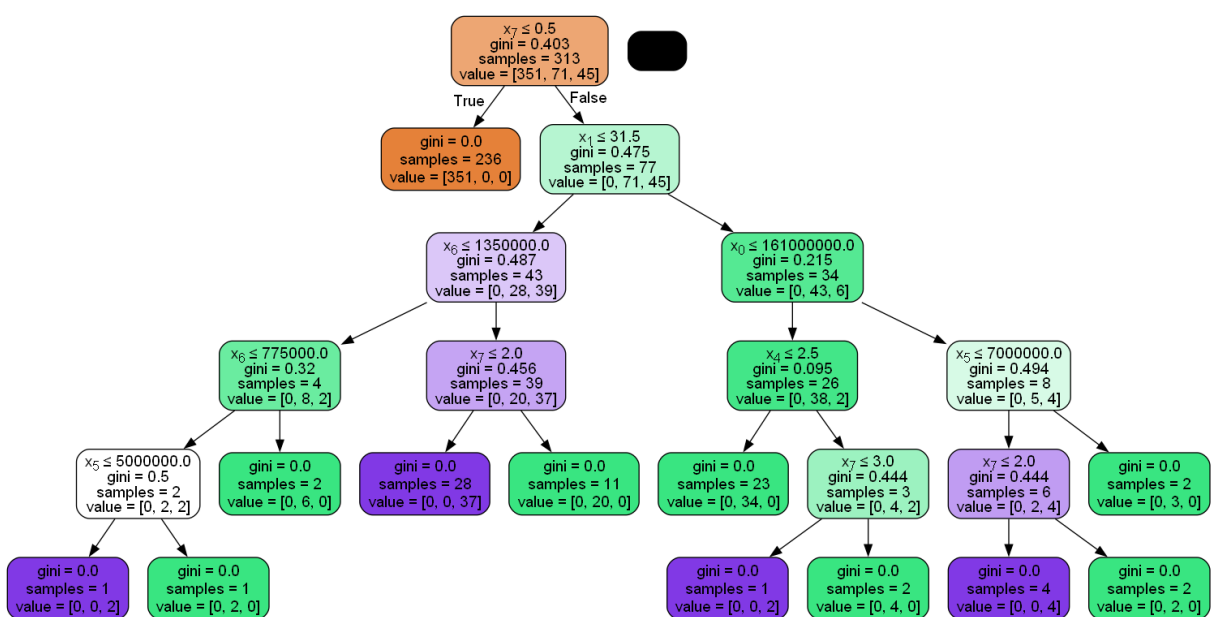 x7 ≤ 0.5
gini = 0.403
samples = 313
value = [351, 71, 45]
True
False
gini = 0.0
samples = 236
value = [351, 0, 0]
x1 ≤ 31.5
gini = 0.475
samples = 77
value = [0, 71, 45]
x6 ≤ 1350000.0
gini = 0.487
samples = 43
value = [0, 28, 39]
x0 ≤ 161000000.0
gini = 0.215
samples = 34
value = [0, 43, 6]
x6 ≤ 775000.0
gini = 0.32
samples = 4
value = [0, 8, 2]
x7 ≤ 2.0
gini = 0.456
samples = 39
value = [0, 20, 37]
x4 ≤ 2.5
gini = 0.095
samples = 26
value = [0, 38, 2]
x5 ≤ 7000000.0
gini = 0.494
samples = 8
value = [0, 5, 4]
x5 ≤ 5000000.0
gini = 0.5
samples = 2
value = [0, 2, 2]
gini = 0.0
samples = 2
value = [0, 6, 0]
gini = 0.0
samples = 28
value = [0, 0, 37]
gini = 0.0
samples = 11
value = [0, 20, 0]
gini = 0.0
samples = 23
value = [0, 34, 0]
x7 ≤ 3.0
gini = 0.444
samples = 3
value = [0, 4, 2]
x7 ≤ 2.0
gini = 0.444
samples = 6
value = [0, 2, 4]
gini = 0.0
samples = 2
value = [0, 3, 0]
gini = 0.0
samples = 1
value = [0, 0, 2]
gini = 0.0
samples = 1
value = [0, 2, 0]
gini = 0.0
samples = 1
value = [0, 0, 2]
gini = 0.0
samples = 2
value = [0, 4, 0]
gini = 0.0
samples = 4
value = [0, 0, 4]
gini = 0.0
samples = 2
value = [0, 2, 0]